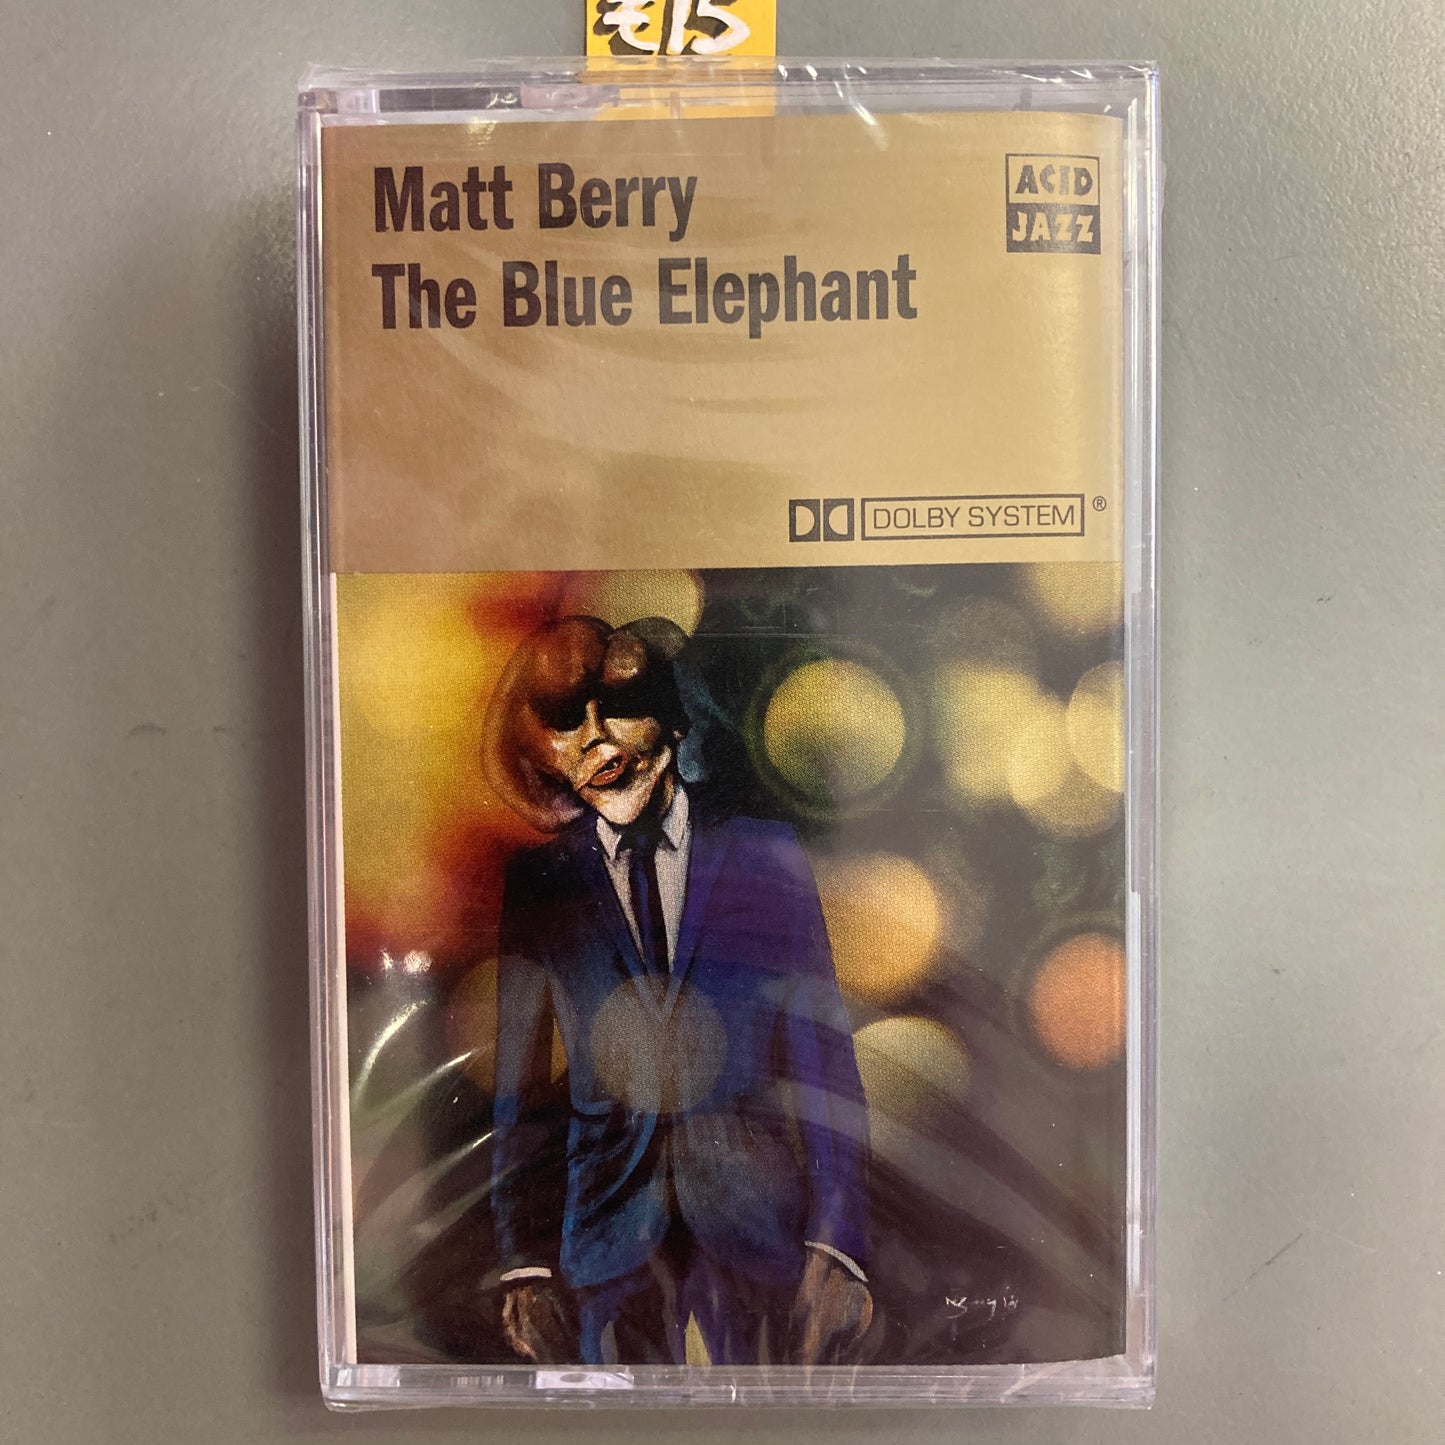 €15
Matt Berry
The Blue Elephant
ACID
JAZZ
DOLBY SYSTEM ®